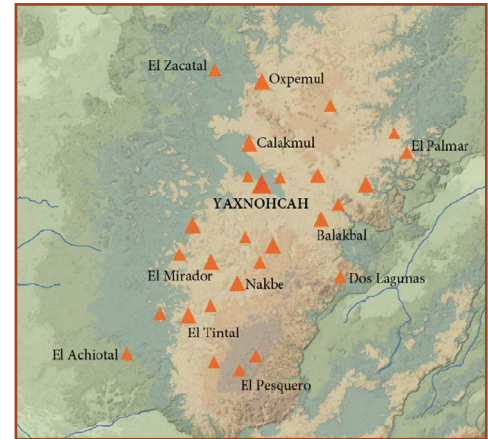 El Zacatal
Oxpemul
Calakmul
El Palmar
YAXNOHCAH
Balakbal
El Mirador
Nakbe
Dos Lagunas
El Tintal
El Achiotal
El Pesquero